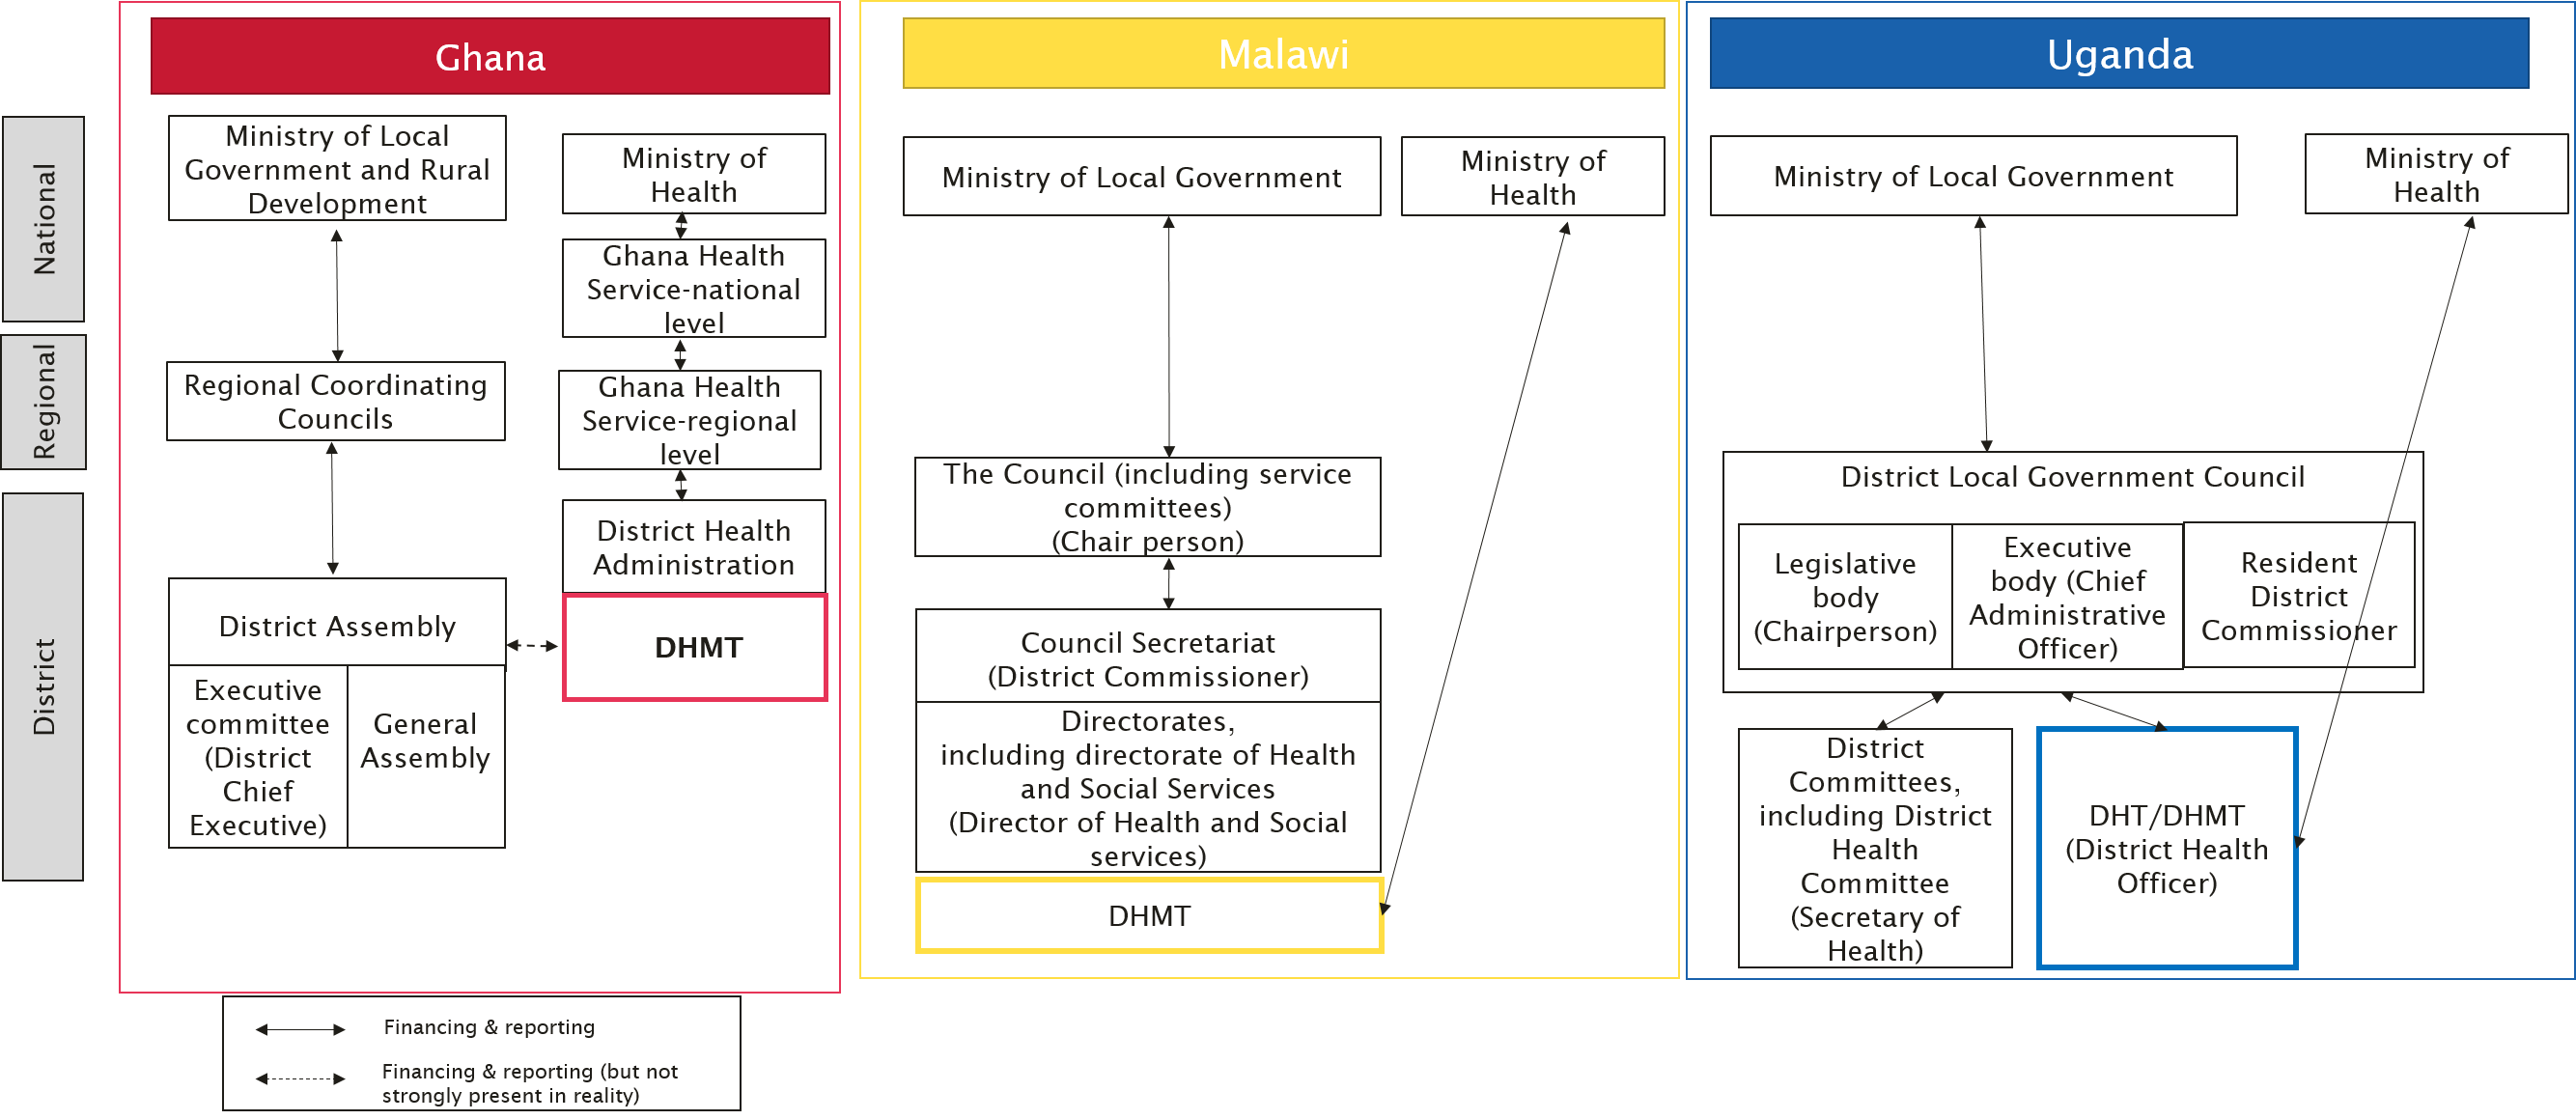 Ghana
Malawi
Uganda
National
Regional
District
Ministry of Local
Government and Rural
Development
Ministry of
Health
Ghana Health
Service-national
level
Regional Coordinating
Councils
Ghana Health
Service-regional
level
District Health
Administration
District Assembly
DHMT
Executive
committee
(District
Chief
Executive)
General
Assembly
Ministry of Local Government
Ministry of
Health
The Council (including service
committees)
(Chair person)
Council Secretariat
(District Commissioner)
Directorates,
including directorate of Health
and Social Services
(Director of Health and Social
services)
DHMT
Ministry of Local Government
Ministry of
Health
District Local Government Council
Legislative
body
(Chairperson)
Executive
body (Chief
Administrative
Officer)
Resident
District
Commissioner
District
Committees,
including District
Health
Committee
(Secretary of
Health)
DHT/DHMT
(District Health
Officer)
Financing & reporting
Financing & reporting (but not
strongly present in reality)